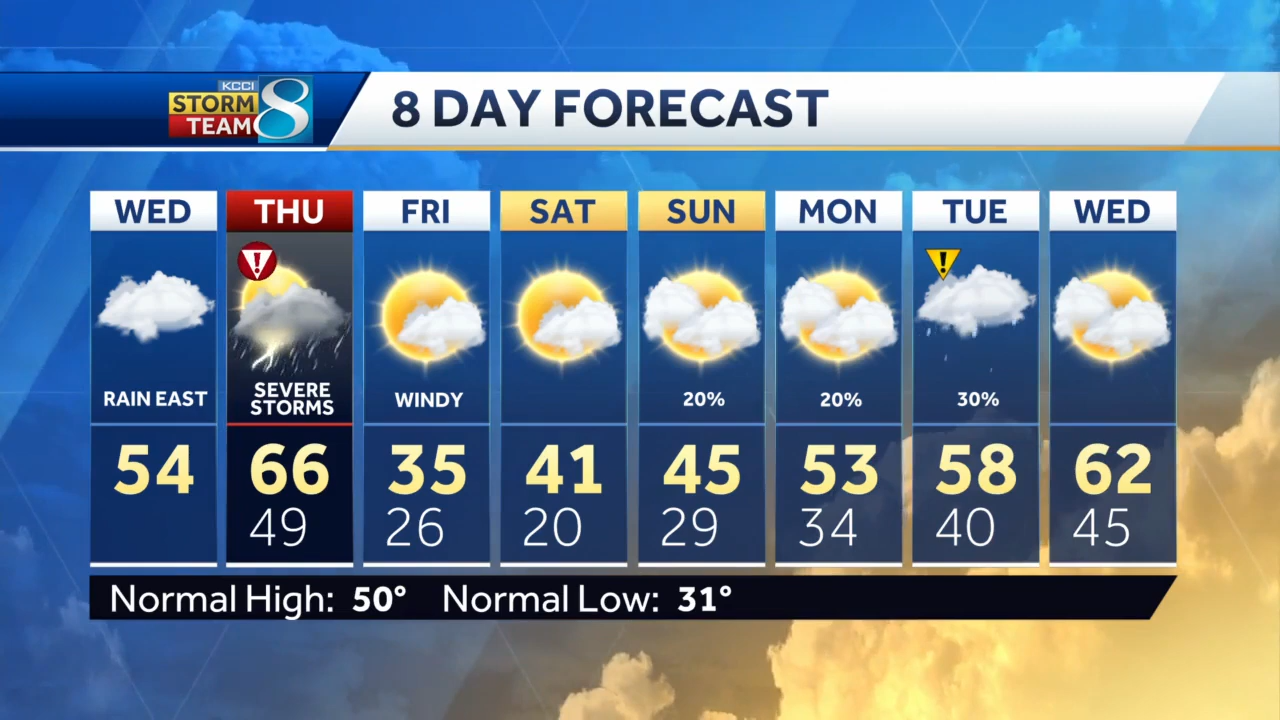 KCCI
STORM
TEAM 8
8 DAY FORECAST
WED THU FRI SAT SUN MON TUE WED
! !
RAIN EAST SEVERE STORMS WINDY 20% 20% 30%
54 66 35 41 45 53 58 62
49 26 20 29 34 40 45
Normal High: 50° Normal Low: 31°